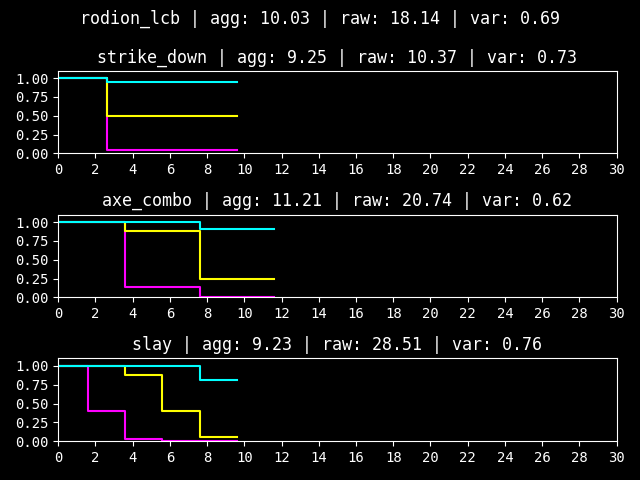 rodion_lcb | agg: 10.03 | raw: 18.14 | var: 0.69
strike_down | agg: 9.25 | raw: 10.37 | var: 0.73
1.00
0.75
0.50
0.25
0.00
0 2 4 6 8 10 12 14 16 18 20 22 24 26 28 30
axe_combo | agg: 11.21 | raw: 20.74 | var: 0.62
1.00
0.75
0.50
0.25
0.00
0 2 4 6 8 10 12 14 16 18 20 22 24 26 28 30
slay | agg: 9.23 | raw: 28.51 | var: 0.76
1.00
0.75
0.50
0.25
0.00
0 2 4 6 8 10 12 14 16 18 20 22 24 26 28 30